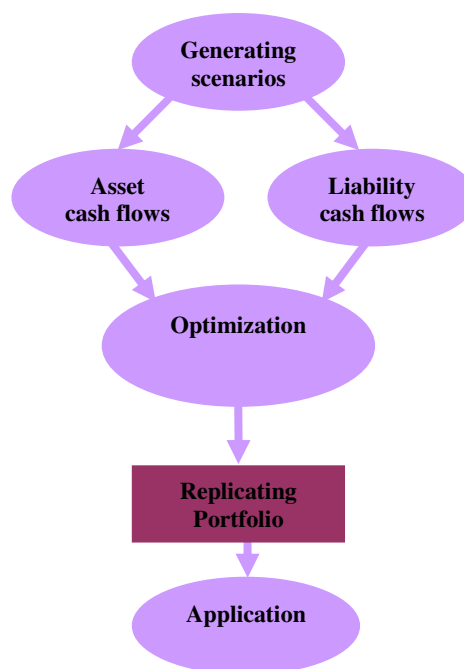 Generating
scenarios
Asset
cash flows
Liability
cash flows
Optimization
Replicating
Portfolio
Application